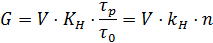 G = V · K_H · τ_p/τ_0 = V · k_H · n